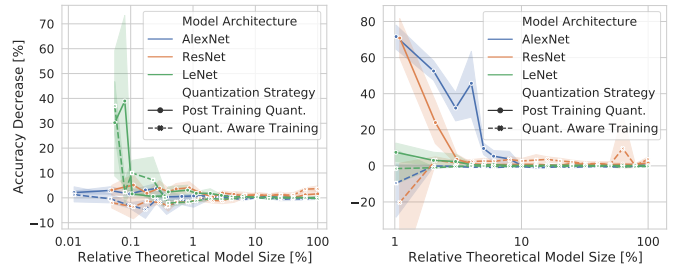 Accuracy Decrease [%]
70
60
50
40
30
20
10
0
−10
0.01
0.1
1
10
100
Relative Theoretical Model Size [%]
Model Architecture
AlexNet
ResNet
LeNet
Quantization Strategy
Post Training Quant.
Quant. Aware Training
80
60
40
20
0
−20
1
10
100
Relative Theoretical Model Size [%]
Model Architecture
AlexNet
ResNet
LeNet
Quantization Strategy
Post Training Quant.
Quant. Aware Training